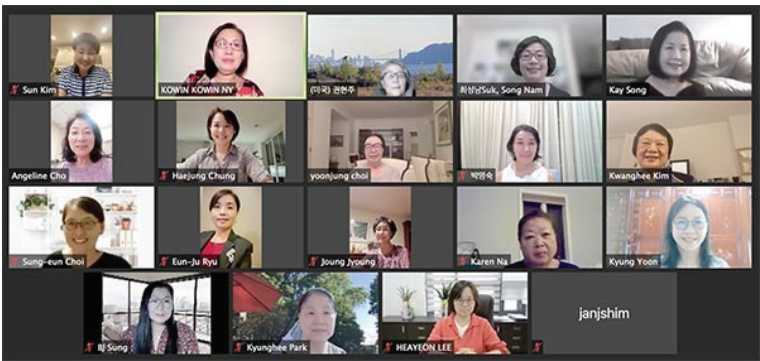 Sun Kim
KOWIN KOWIN NY
(미국) 권현주
최성남Suk, Song Nam
Kay Song
Angeline Cho
Haejung Chung
yoonjung choi
박영숙
Kwanghee Kim
Sung-eun Choi
Eun-Ju Ryu
Joung Jyoung
Karen Na
Kyung Yoon
BJ Sung
Kyunghee Park
HEAYEON LEE
janjshim